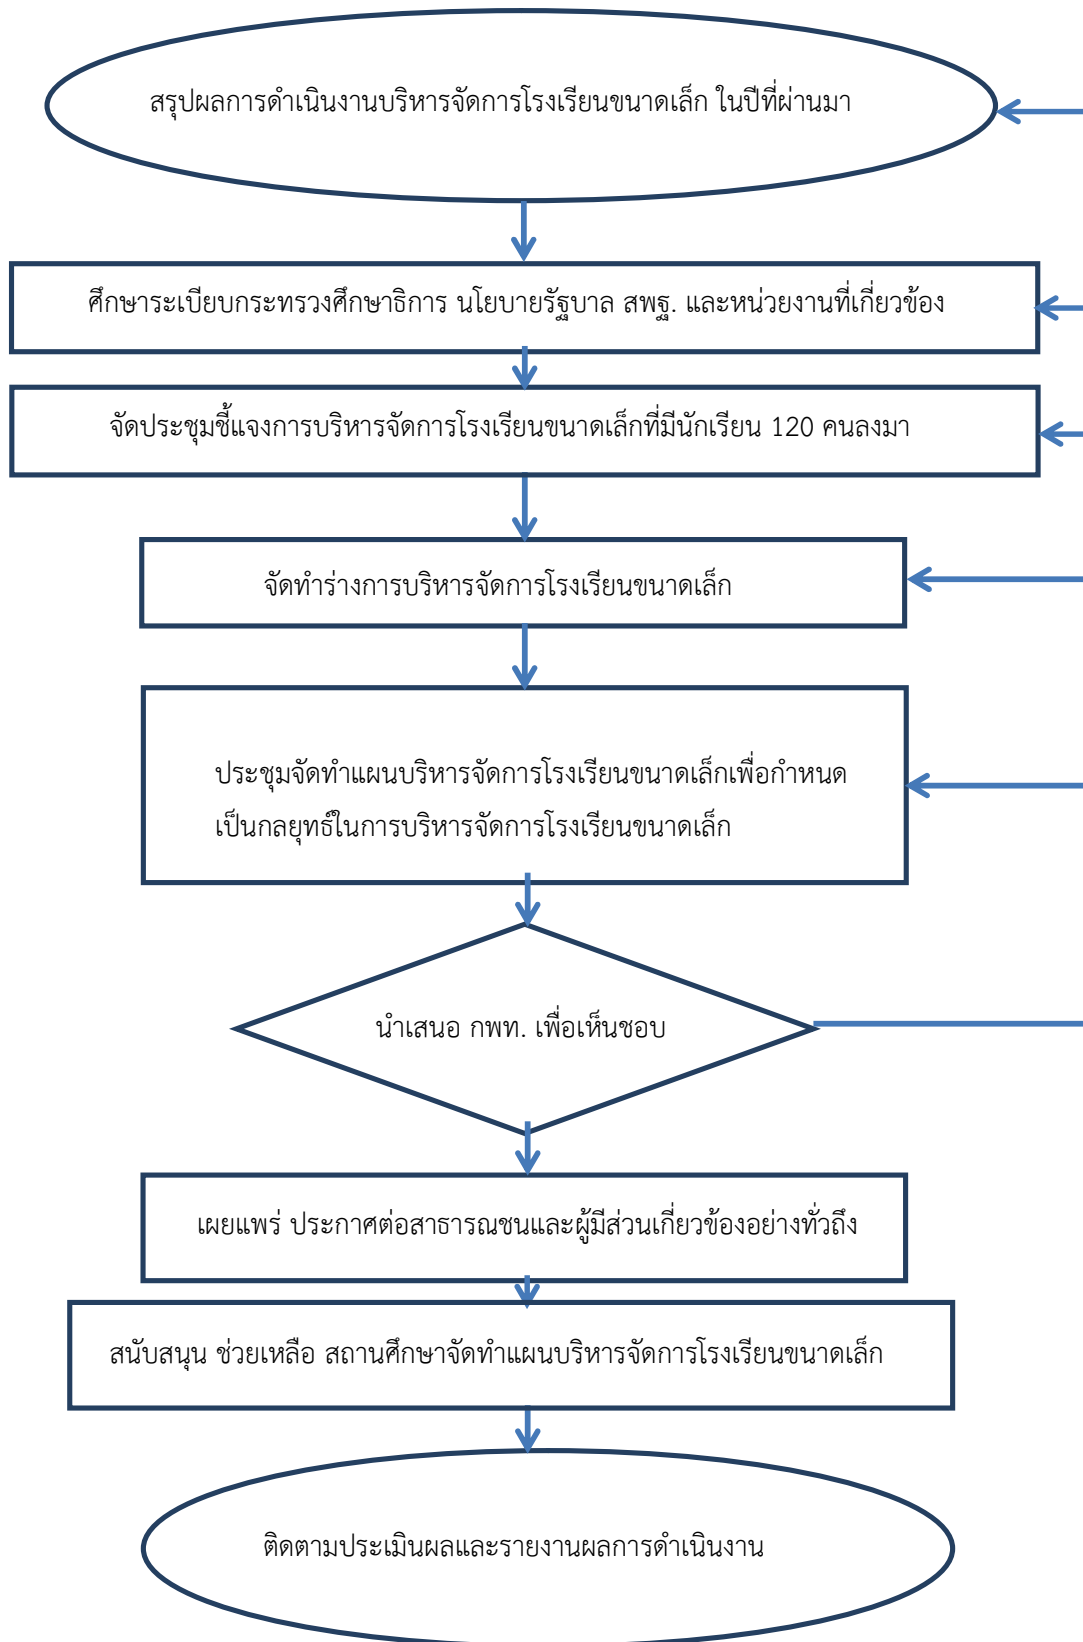 สรุปผลการดำเนินงานบริหารจัดการโรงเรียนขนาดเล็ก ในปีที่ผ่านมา
ศึกษาระเบียบกระทรวงศึกษาธิการ นโยบายรัฐบาล สพฐ. และหน่วยงานที่เกี่ยวข้อง
จัดประชุมชี้แจงการบริหารจัดการโรงเรียนขนาดเล็กที่มีนักเรียน 120 คนลงมา
จัดทำร่างการบริหารจัดการโรงเรียนขนาดเล็ก
ประชุมจัดทำแผนบริหารจัดการโรงเรียนขนาดเล็กเพื่อกำหนด
เป็นกลยุทธ์ในการบริหารจัดการโรงเรียนขนาดเล็ก
นำเสนอ กพท. เพื่อเห็นชอบ
เผยแพร่ ประกาศต่อสาธารณชนและผู้มีส่วนเกี่ยวข้องอย่างทั่วถึง
สนับสนุน ช่วยเหลือ สถานศึกษาจัดทำแผนบริหารจัดการโรงเรียนขนาดเล็ก
ติดตามประเมินผลและรายงานผลการดำเนินงาน